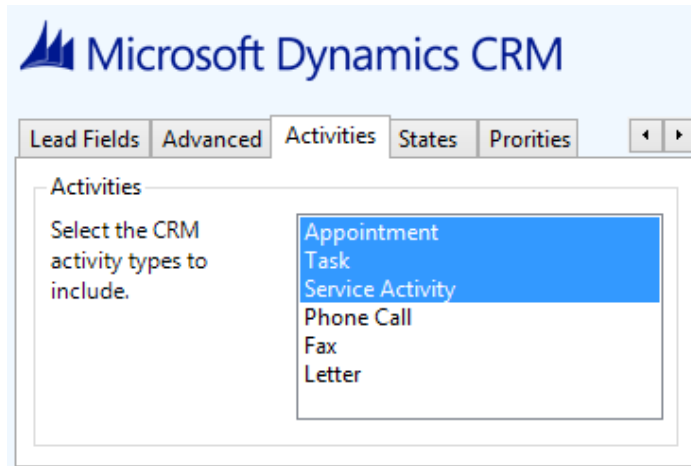 Microsoft Dynamics CRM
Lead Fields Advanced Activities States Prorities
Activities
Select the CRM
activity types to
include.
Appointment
Task
Service Activity
Phone Call
Fax
Letter